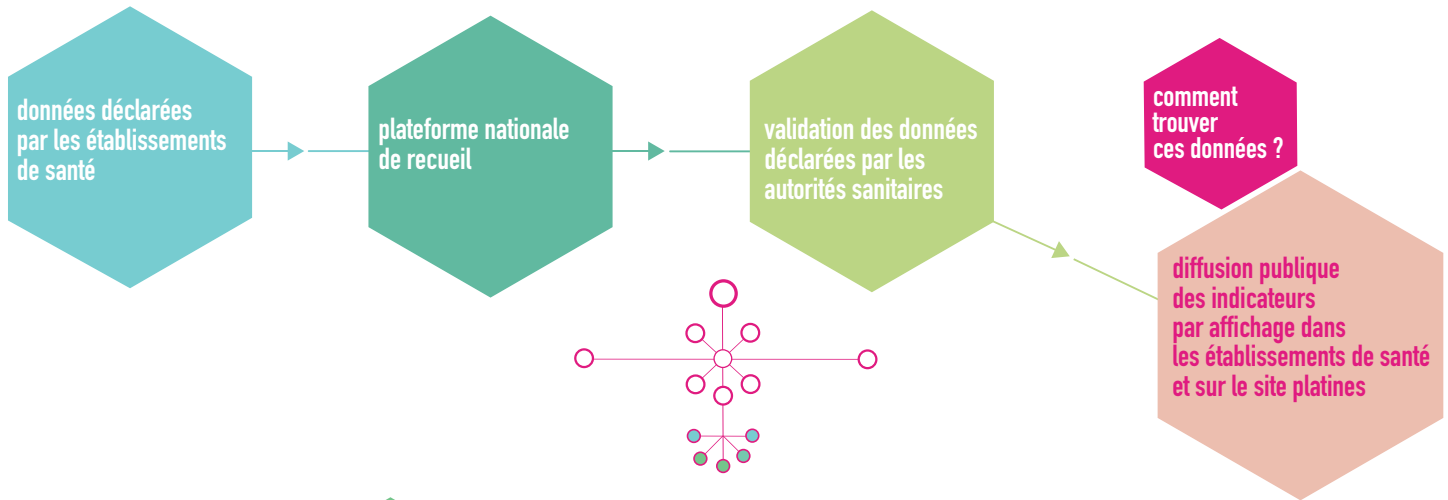 données déclarées
par les établissements
de santé
plateforme nationale
de recueil
validation des données
déclarées par les
autorités sanitaires
comment
trouver
ces données ?
diffusion publique
des indicateurs
par affichage dans
les établissements de santé
et sur le site platines